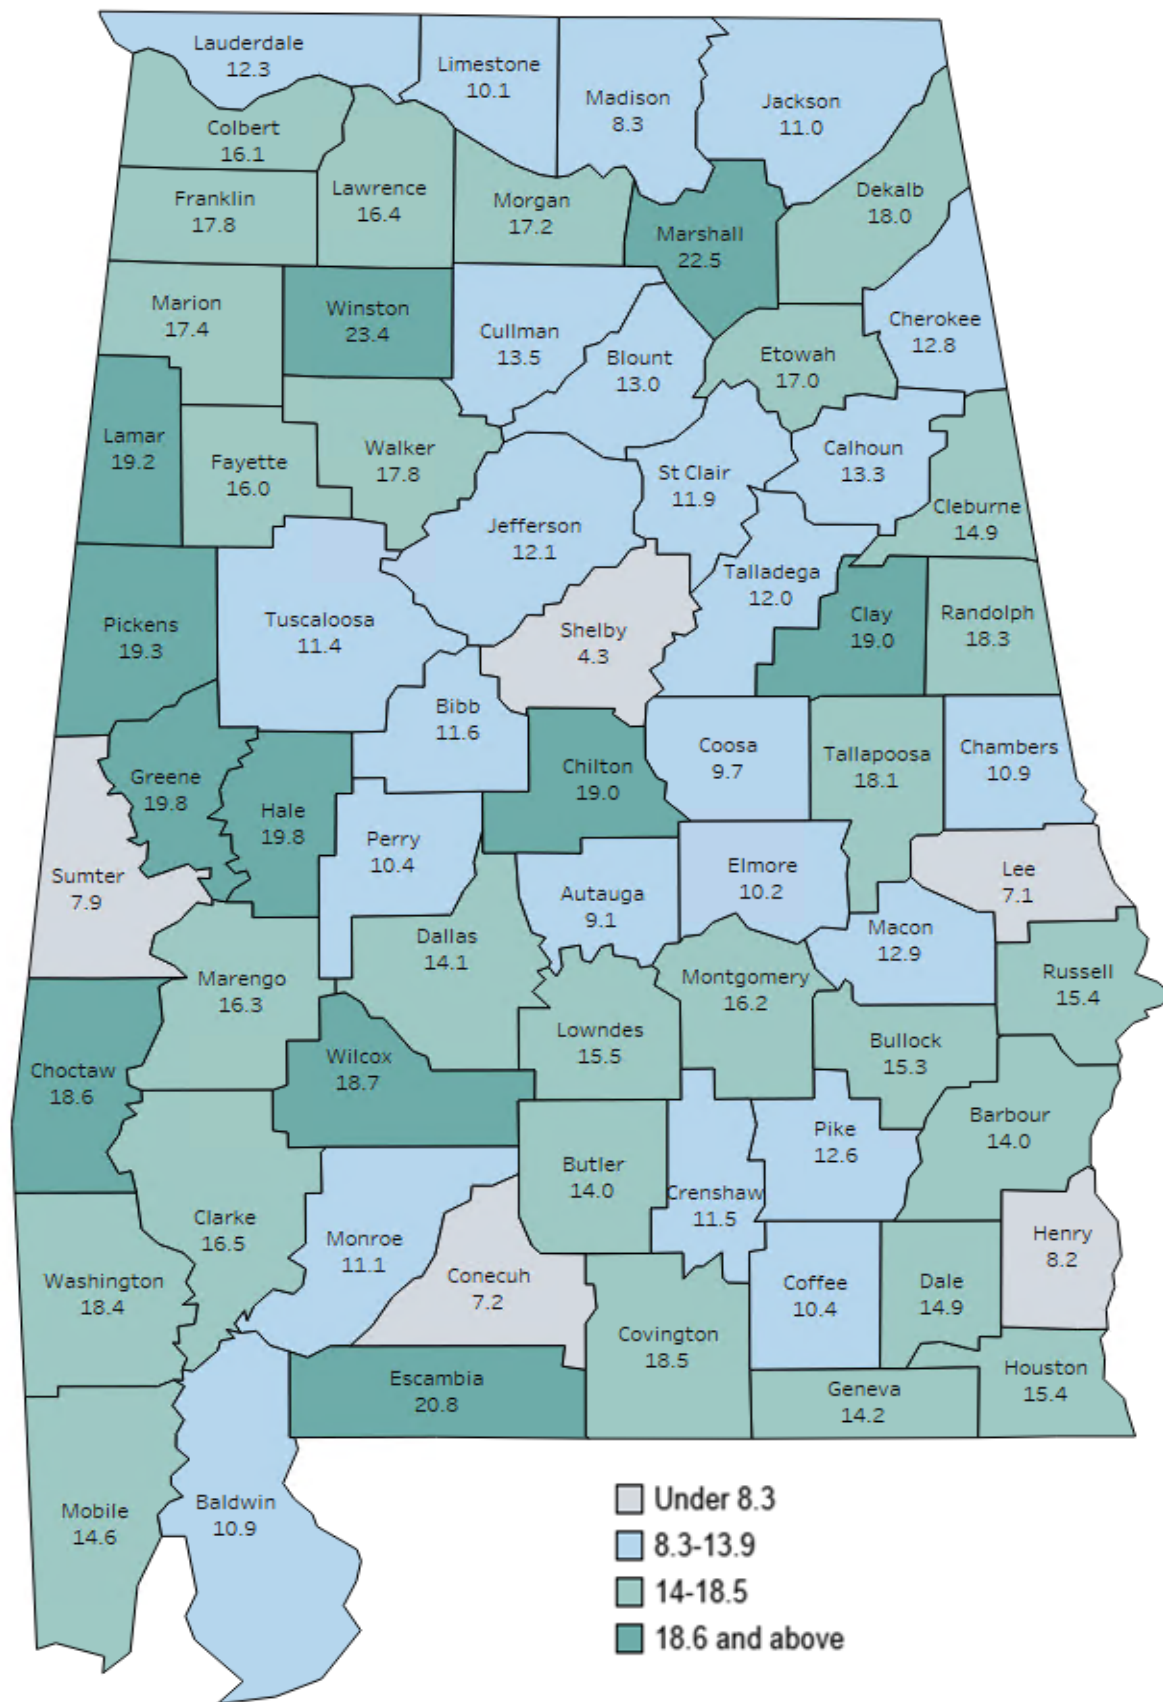 Lauderdale
12.3
Limestone
10.1
Madison
8.3
Jackson
11.0
Colbert
16.1
Franklin
17.8
Lawrence
16.4
Morgan
17.2
Marshall
22.5
Dekalb
18.0
Marion
17.4
Winston
23.4
Cullman
13.5
Blount
13.0
Etowah
17.0
Cherokee
12.8
Lamar
19.2
Fayette
16.0
Walker
17.8
Jefferson
12.1
St Clair
11.9
Calhoun
13.3
Cleburne
14.9
Pickens
19.3
Tuscaloosa
11.4
Shelby
4.3
Talladega
12.0
Clay
19.0
Randolph
18.3
Bibb
11.6
Greene
19.8
Hale
19.8
Chilton
19.0
Coosa
9.7
Tallapoosa
18.1
Chambers
10.9
Sumter
7.9
Perry
10.4
Autauga
9.1
Elmore
10.2
Lee
7.1
Dallas
14.1
Macon
12.9
Marengo
16.3
Montgomery
16.2
Russell
15.4
Lowndes
15.5
Bullock
15.3
Choctaw
18.6
Wilcox
18.7
Barbour
14.0
Pike
12.6
Butler
14.0
Crenshaw
11.5
Clarke
16.5
Monroe
11.1
Henry
8.2
Washington
18.4
Conecuh
7.2
Coffee
10.4
Dale
14.9
Covington
18.5
Escambia
20.8
Geneva
14.2
Houston
15.4
Mobile
14.6
Baldwin
10.9
Under 8.3
8.3-13.9
14-18.5
18.6 and above